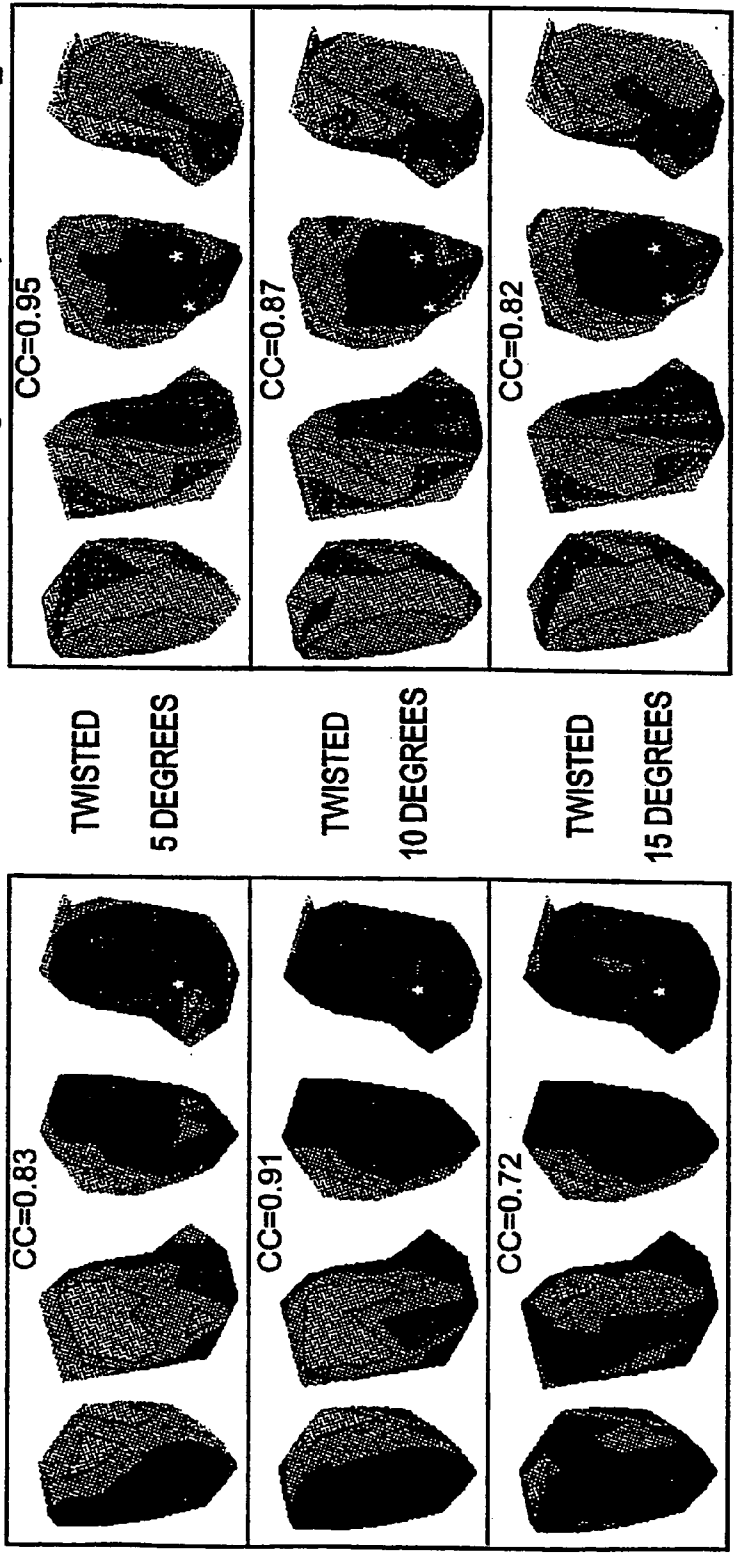 CC=0.83
TWISTED
5 DEGREES
CC=0.95
CC=0.91
TWISTED
10 DEGREES
CC=0.87
CC=0.72
TWISTED
15 DEGREES
CC=0.82